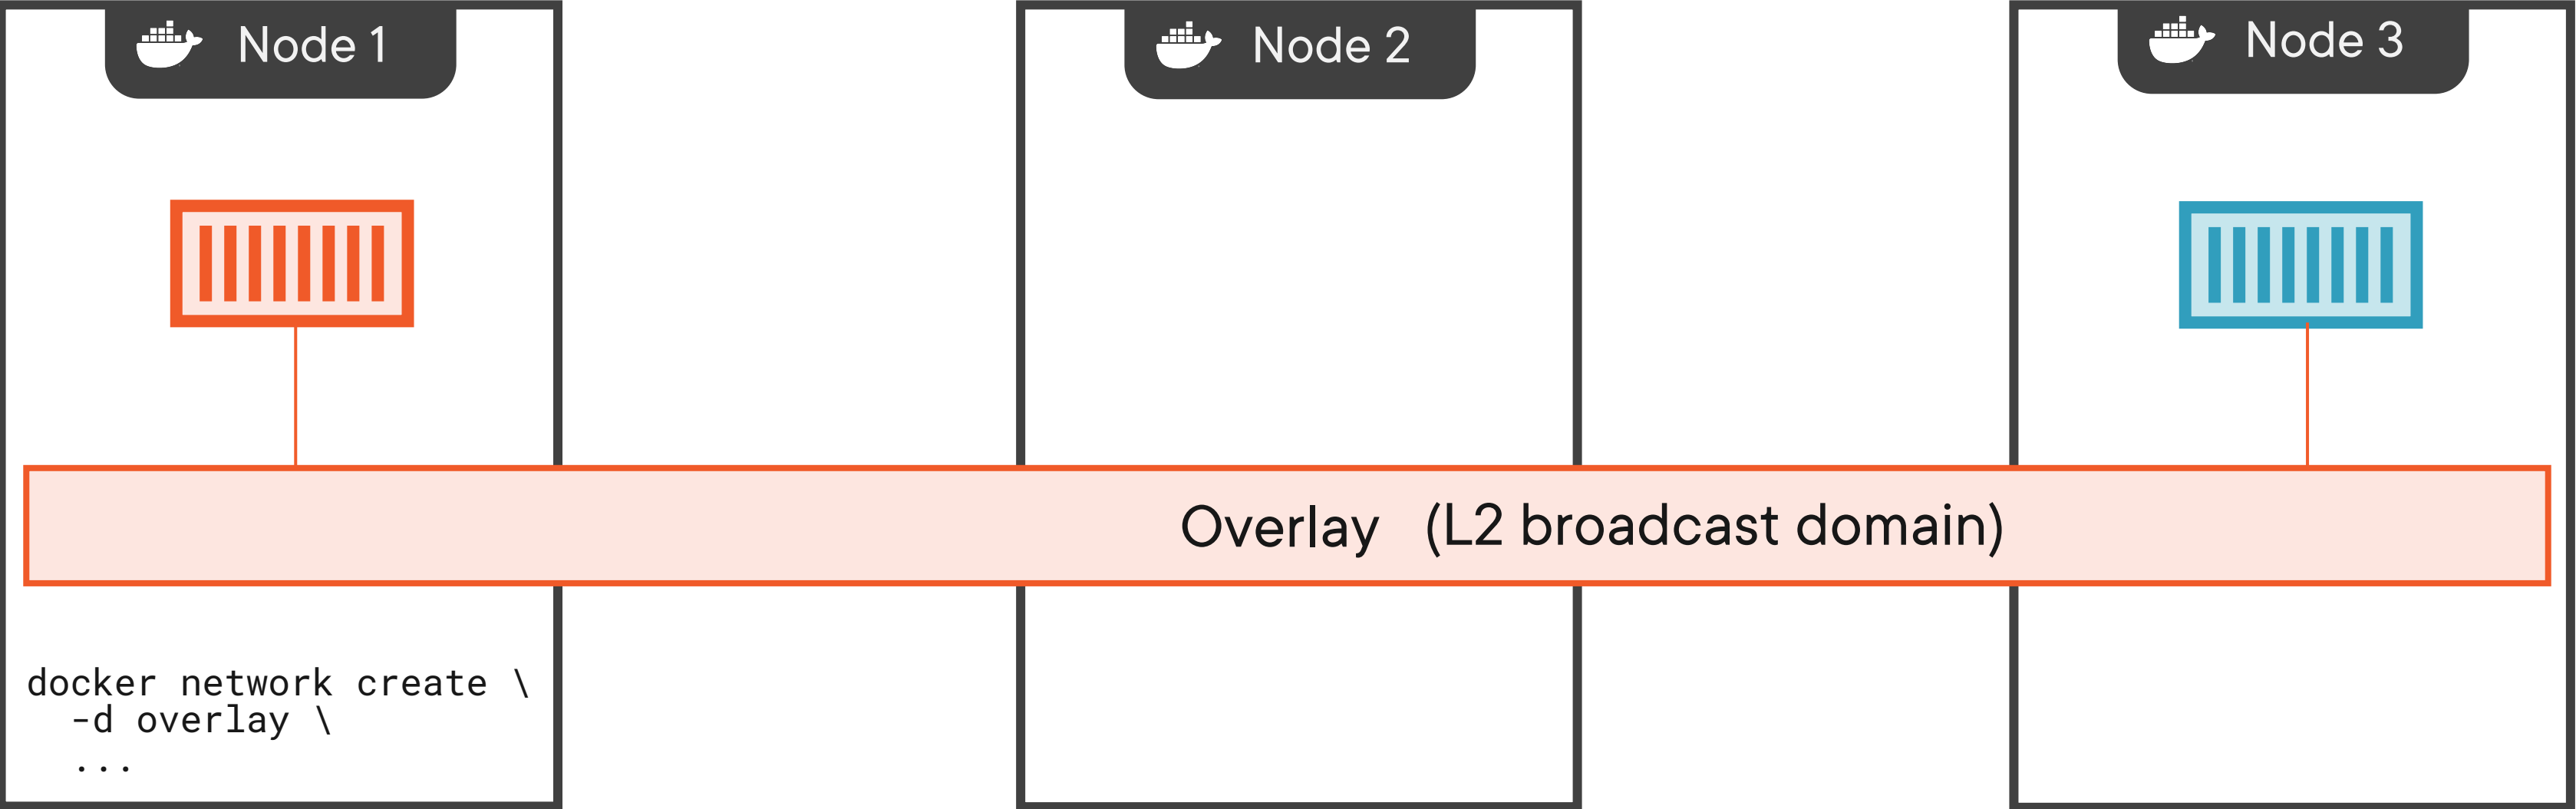 Node 1
Node 2
Node 3
Overlay (L2 broadcast domain)
docker network create \
-d overlay \
...